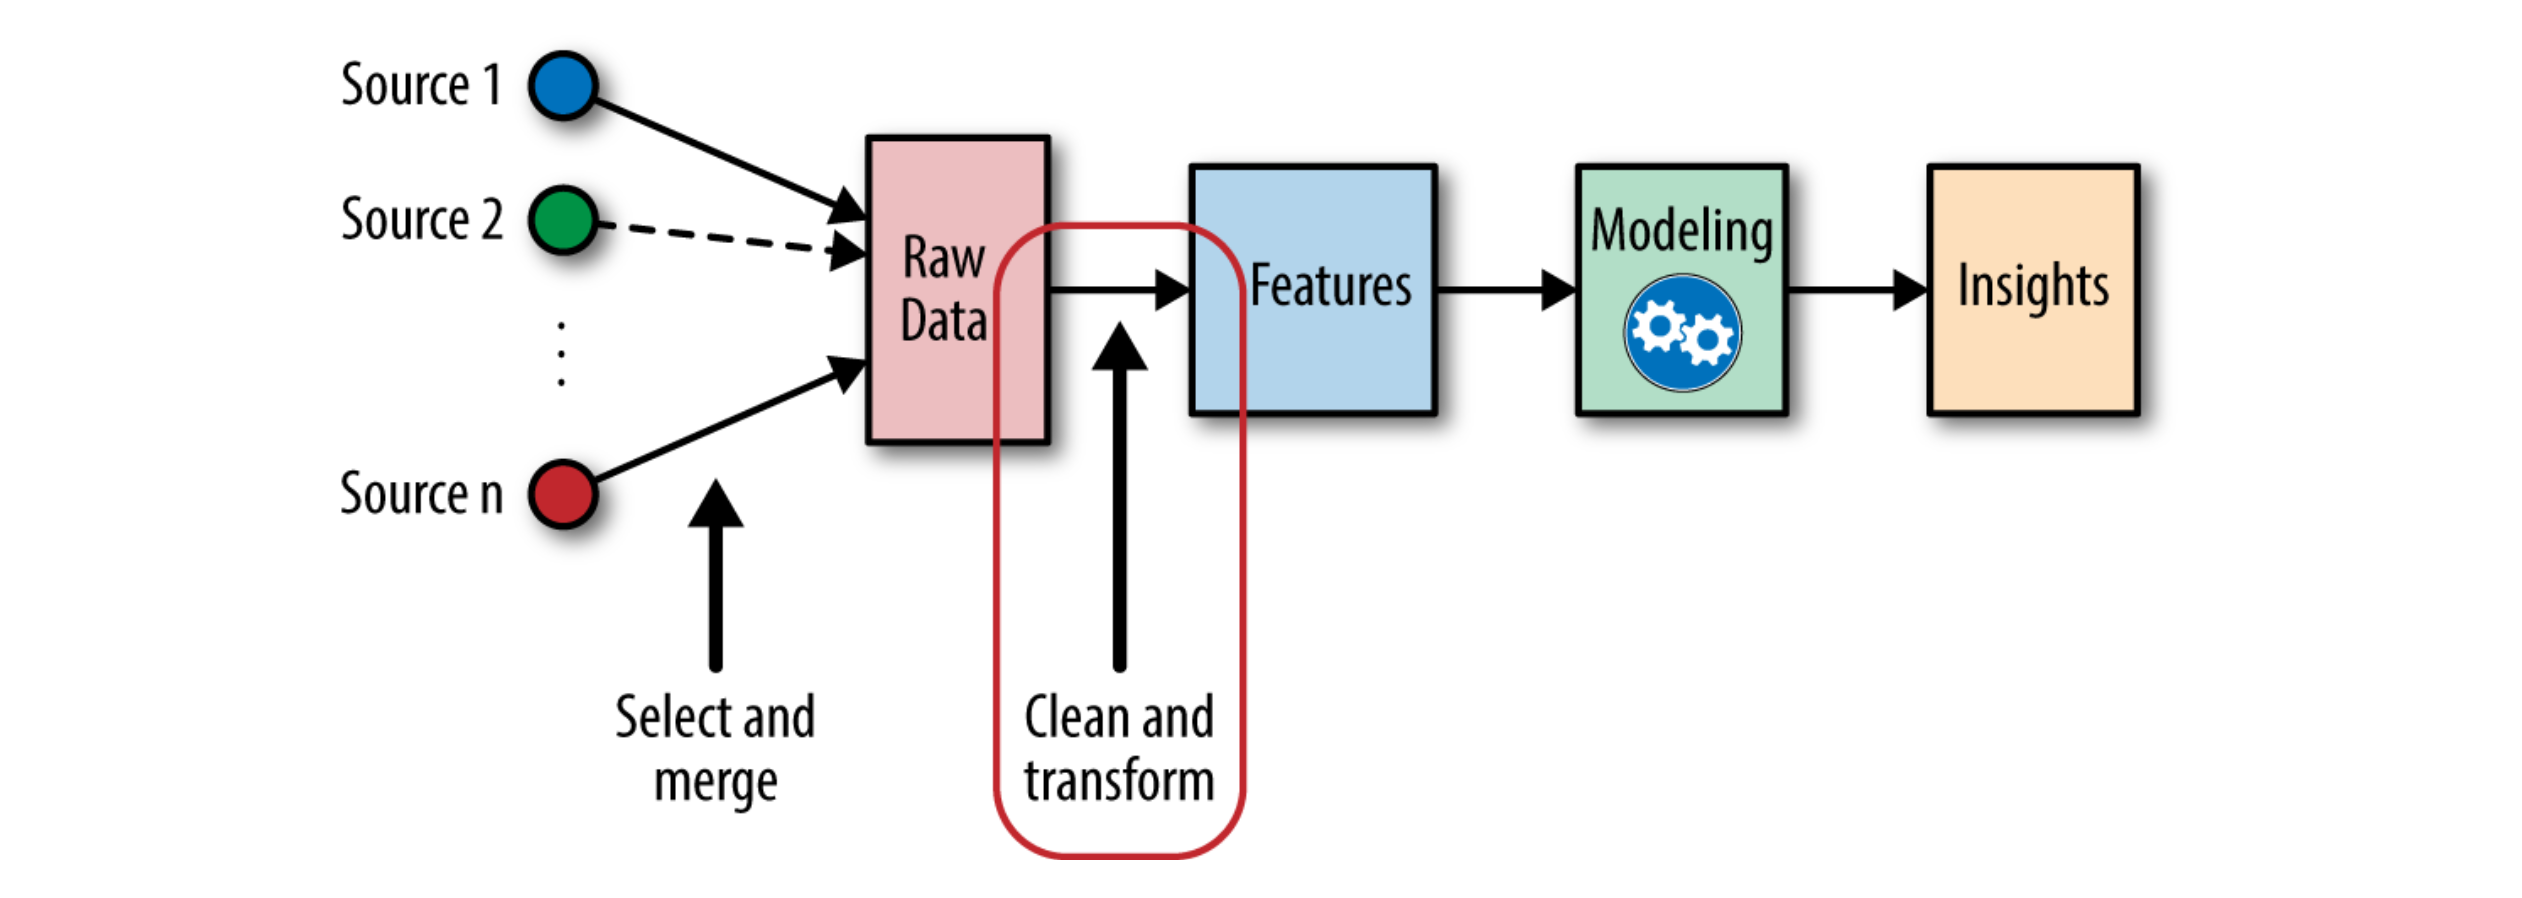 Source 1
Source 2
Source n
Select and
merge
Raw
Data
Clean and
transform
Features
Modeling
Insights